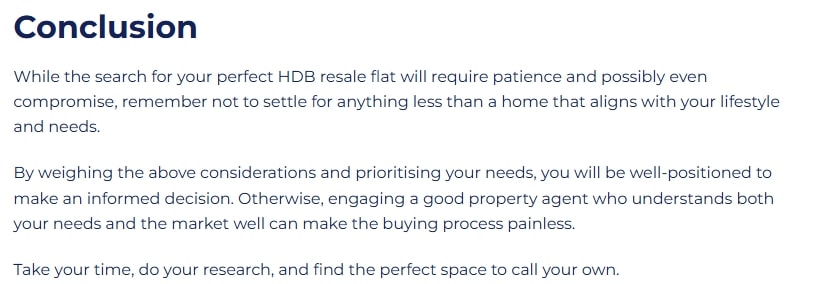 Conclusion
While the search for your perfect HDB resale flat will require patience and possibly even
compromise, remember not to settle for anything less than a home that aligns with your lifestyle
and needs.
By weighing the above considerations and prioritising your needs, you will be well-positioned to
make an informed decision. Otherwise, engaging a good property agent who understands both
your needs and the market well can make the buying process painless.
Take your time, do your research, and find the perfect space to call your own.